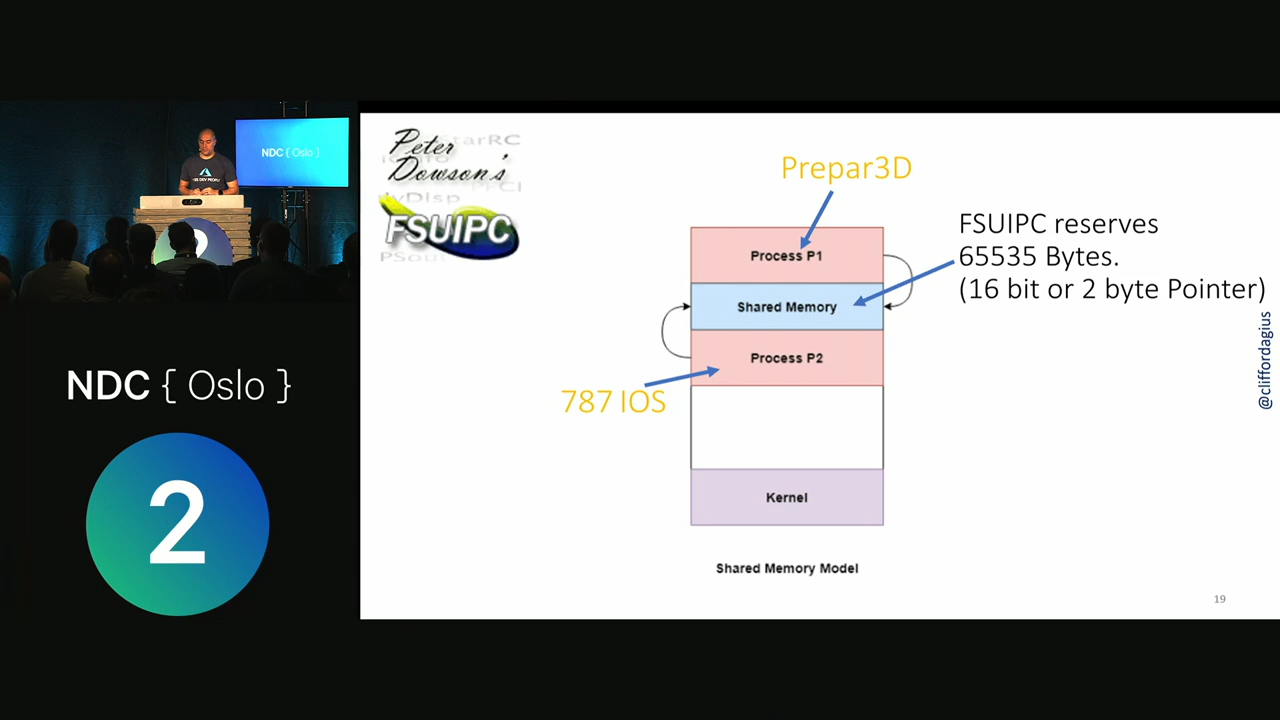 NDC { Oslo }
NDC { Oslo }
2
Peter
Dowson's
FSUIPC
Prepar3D
FSUIPC reserves
65535 Bytes.
(16 bit or 2 byte Pointer)
Process P1
Shared Memory
Process P2
787 IOS
Kernel
Shared Memory Model
@cliffordagius
19